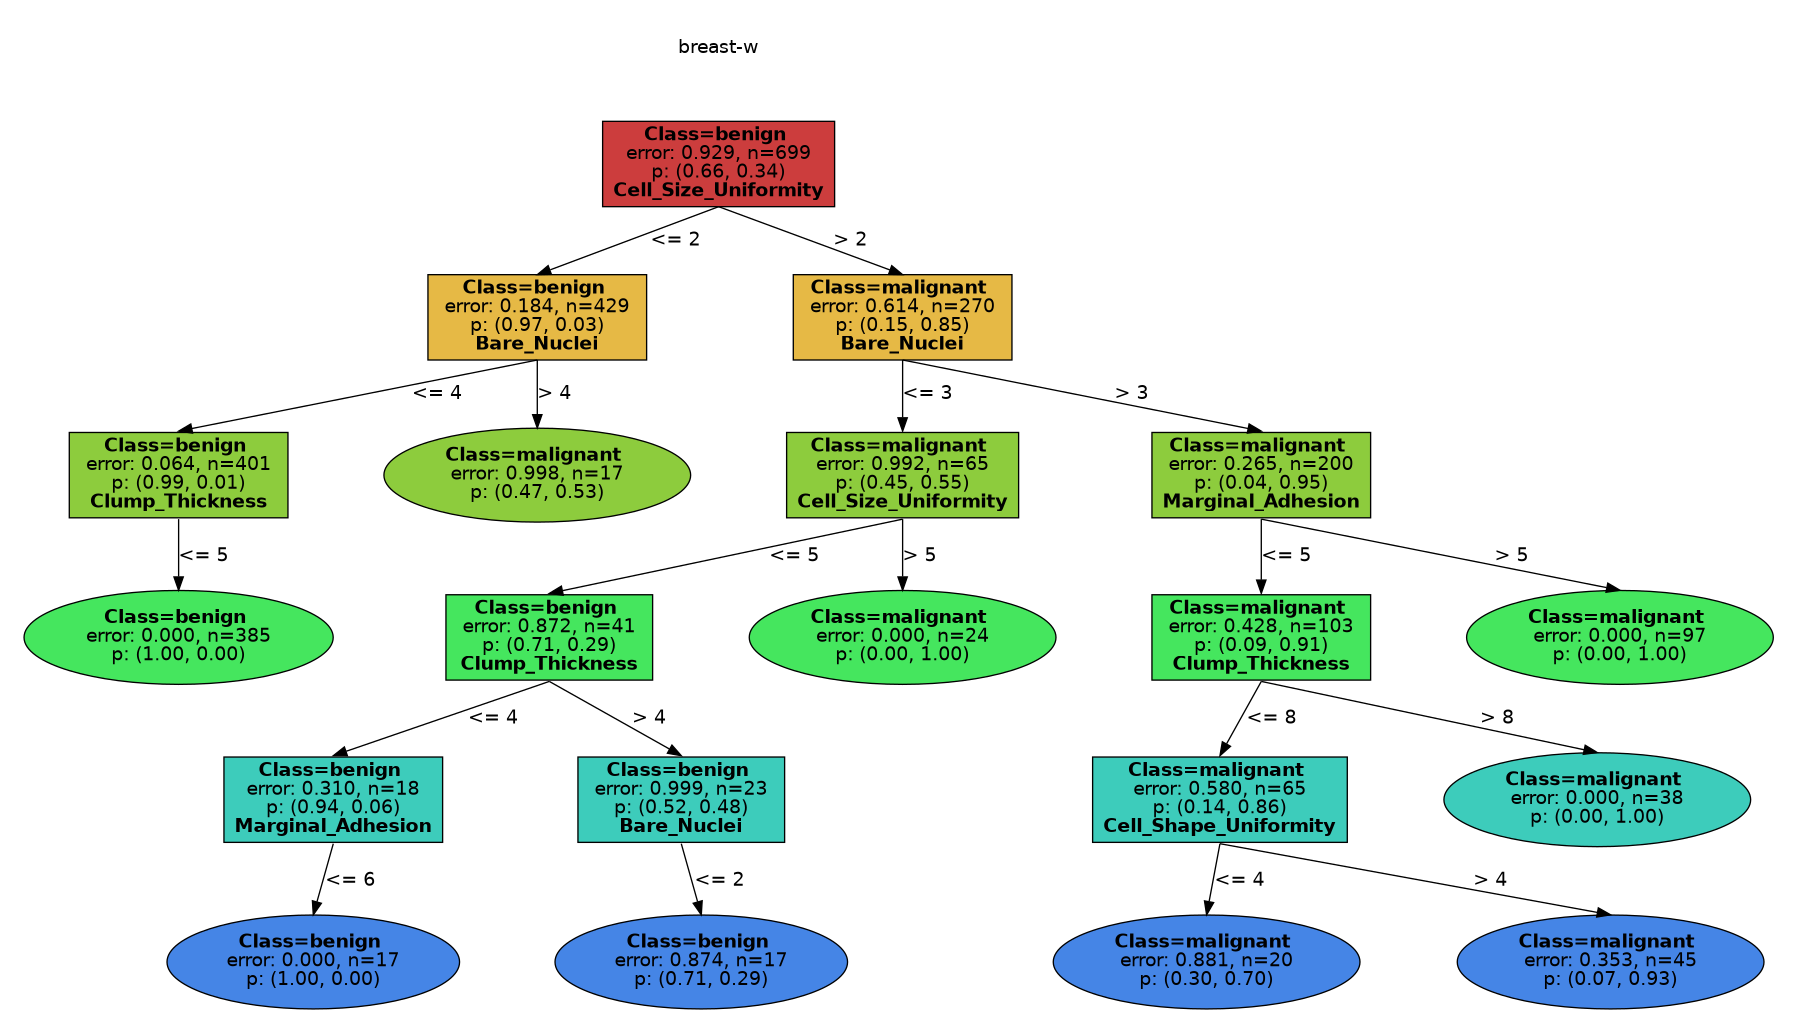 breast-w
Class=benign
error: 0.929, n=699
p: (0.66, 0.34)
Cell_Size_Uniformity
<= 2
> 2
Class=benign
error: 0.184, n=429
p: (0.97, 0.03)
Bare_Nuclei
Class=malignant
error: 0.614, n=270
p: (0.15, 0.85)
Bare_Nuclei
<= 4
> 4
<= 3
> 3
Class=benign
error: 0.064, n=401
p: (0.99, 0.01)
Clump_Thickness
Class=malignant
error: 0.998, n=17
p: (0.47, 0.53)
Class=malignant
error: 0.992, n=65
p: (0.45, 0.55)
Cell_Size_Uniformity
Class=malignant
error: 0.265, n=200
p: (0.04, 0.95)
Marginal_Adhesion
<= 5
<= 5
> 5
<= 5
> 5
Class=benign
error: 0.000, n=385
p: (1.00, 0.00)
Class=benign
error: 0.872, n=41
p: (0.71, 0.29)
Clump_Thickness
Class=malignant
error: 0.000, n=24
p: (0.00, 1.00)
Class=malignant
error: 0.428, n=103
p: (0.09, 0.91)
Clump_Thickness
Class=malignant
error: 0.000, n=97
p: (0.00, 1.00)
<= 4
> 4
<= 8
> 8
Class=benign
error: 0.310, n=18
p: (0.94, 0.06)
Marginal_Adhesion
Class=benign
error: 0.999, n=23
p: (0.52, 0.48)
Bare_Nuclei
Class=malignant
error: 0.580, n=65
p: (0.14, 0.86)
Cell_Shape_Uniformity
Class=malignant
error: 0.000, n=38
p: (0.00, 1.00)
<= 6
<= 2
<= 4
> 4
Class=benign
error: 0.000, n=17
p: (1.00, 0.00)
Class=benign
error: 0.874, n=17
p: (0.71, 0.29)
Class=malignant
error: 0.881, n=20
p: (0.30, 0.70)
Class=malignant
error: 0.353, n=45
p: (0.07, 0.93)